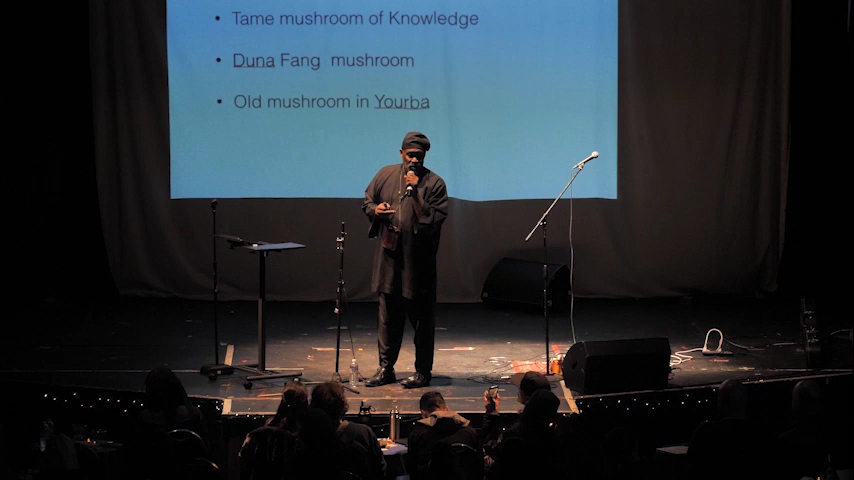 • Tame mushroom of Knowledge
• Duna Fang mushroom
• Old mushroom in Yourba